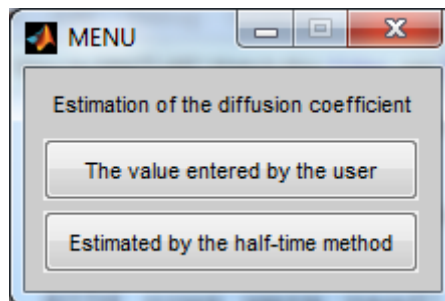 MENU
Estimation of the diffusion coefficient
The value entered by the user
Estimated by the half-time method